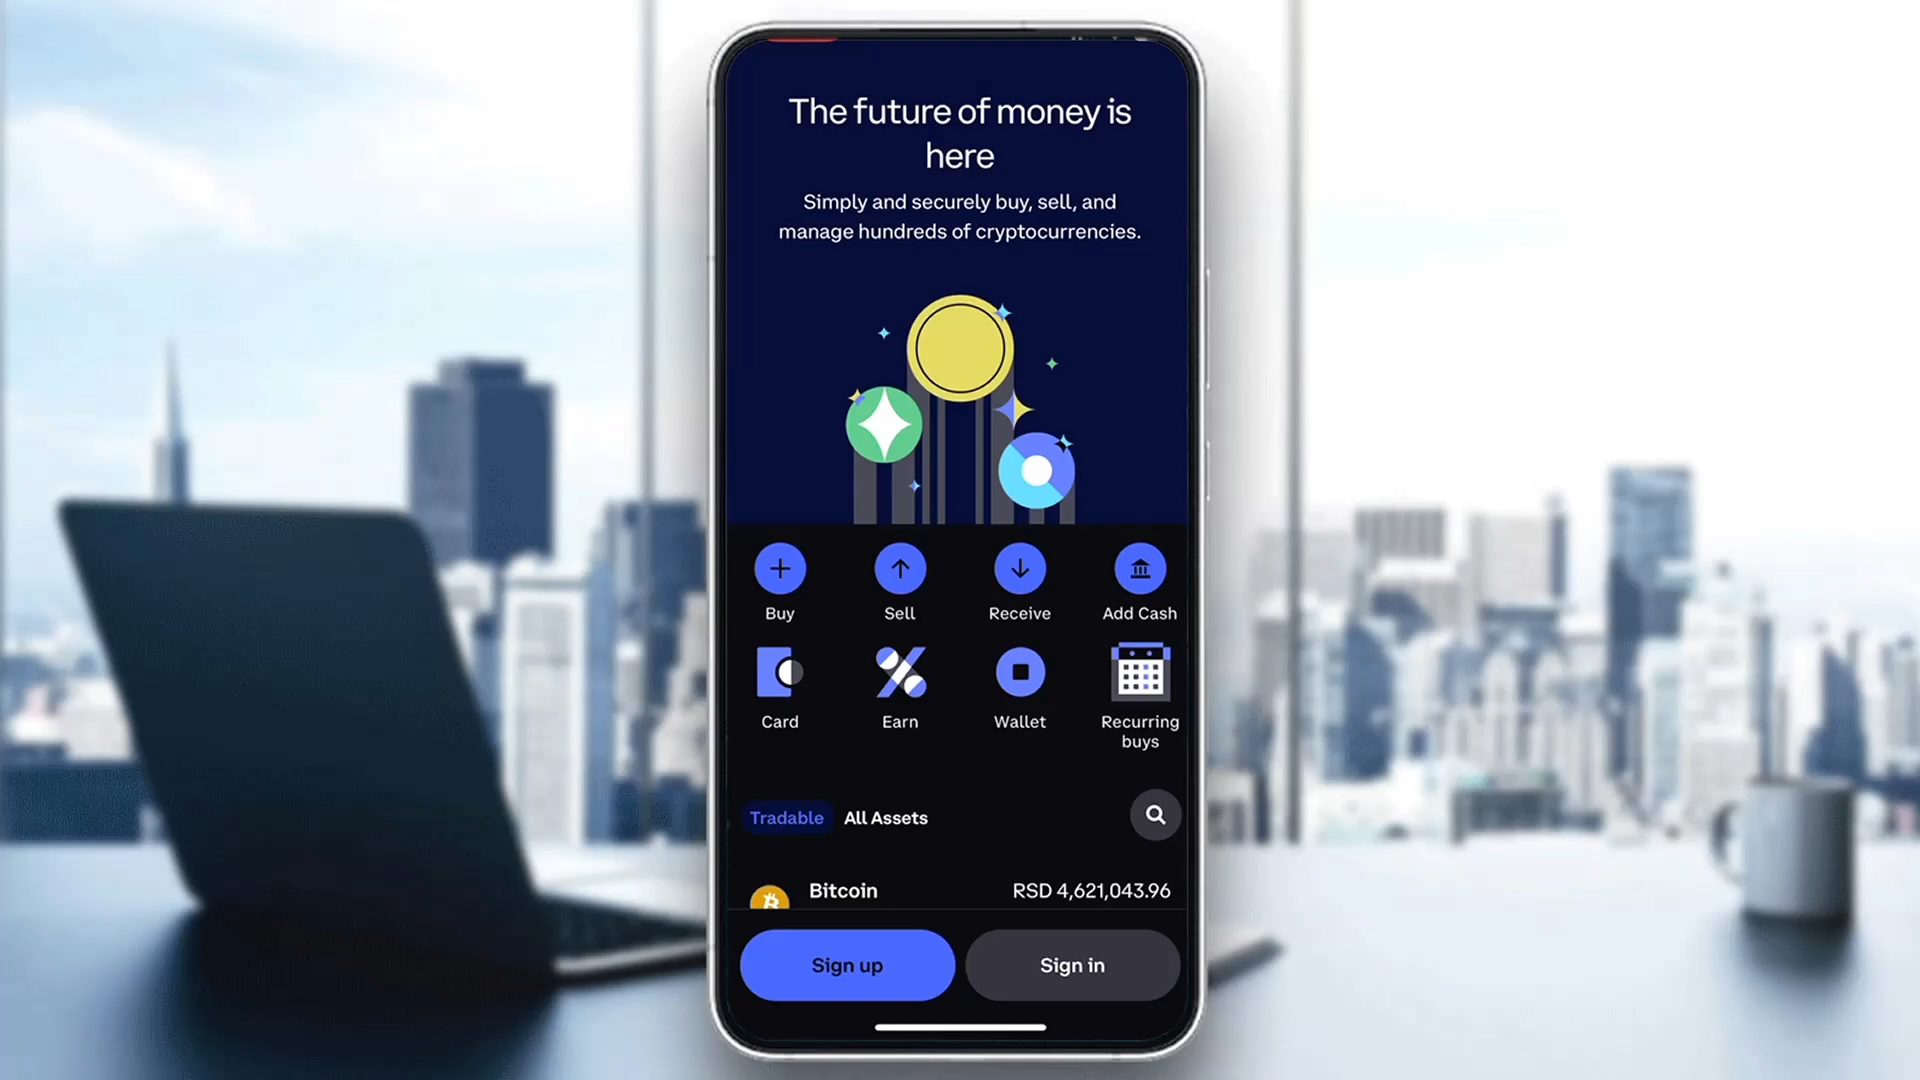 The future of money is
here
Simply and securely buy, sell, and
manage hundreds of cryptocurrencies.
Buy
Sell
Receive
Add Cash
Card
Earn
Wallet
Recurring
buys
Tradable
All Assets
Bitcoin
RSD 4,621,043.96
Sign up
Sign in